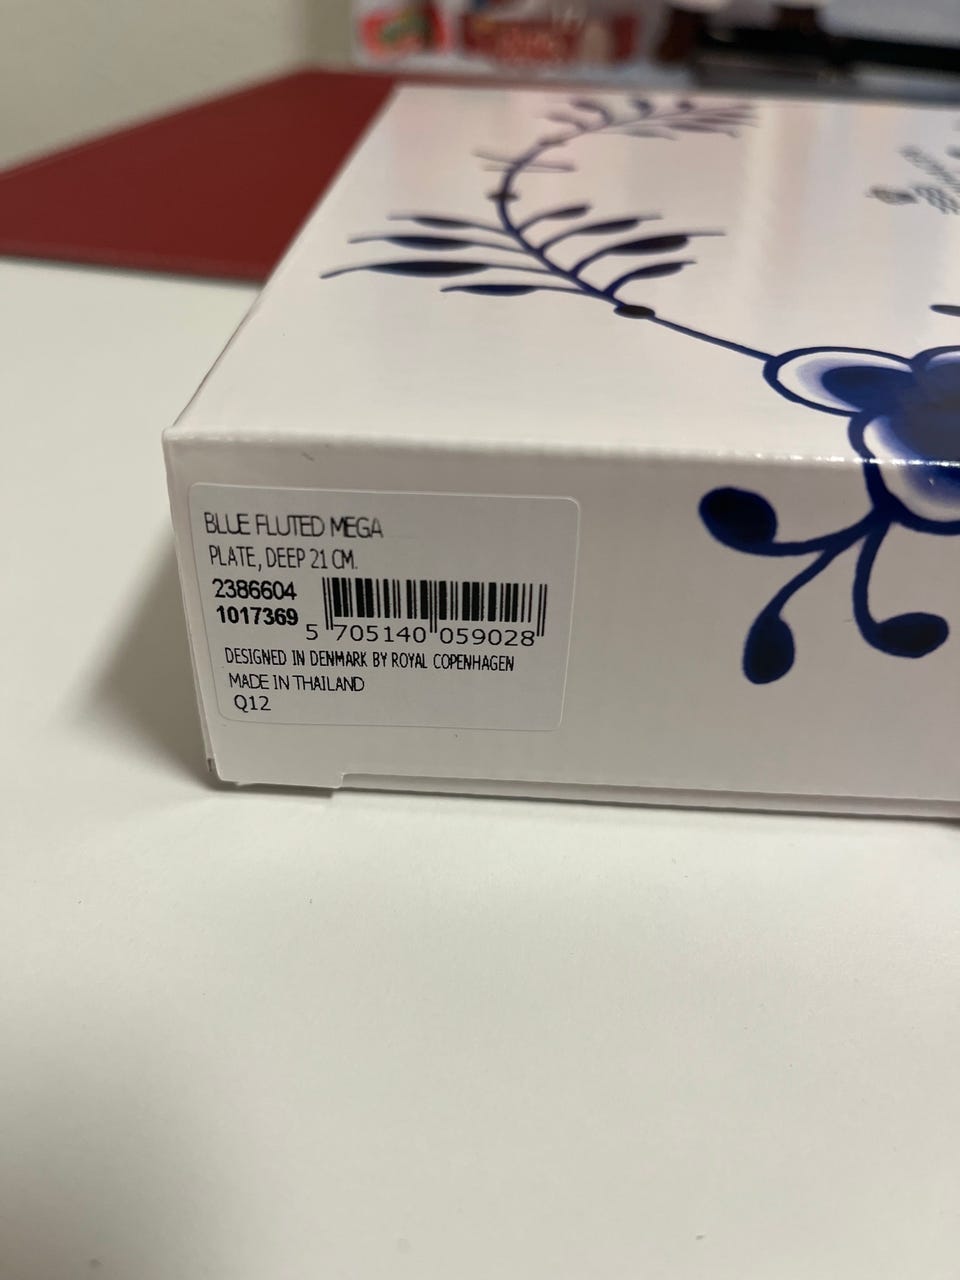 BLUE FLUTED MEGA
PLATE, DEEP 21 CM.
2386604
1017369
5 705140 059028
DESIGNED IN DENMARK BY ROYAL COPENHAGEN
MADE IN THAILAND
Q12